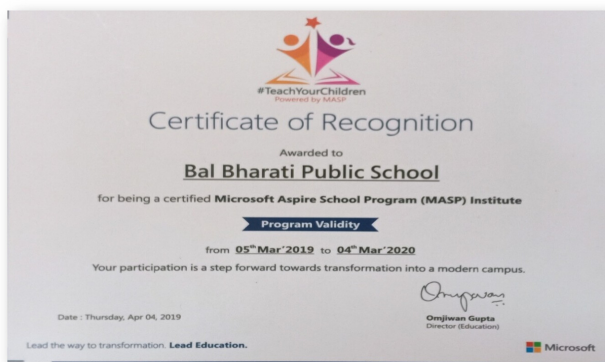 #TeachYourChildren
Powered by MASP
Certificate of Recognition
Awarded to
Bal Bharati Public School
for being a certified Microsoft Aspire School Program (MASP) Institute
Program Validity
from 05th Mar'2019 to 04th Mar'2020
Your participation is a step forward towards transformation into a modern campus.
Date : Thursday, Apr 04, 2019
Omjiwan Gupta
Director (Education)
Lead the way to transformation. Lead Education.
Microsoft